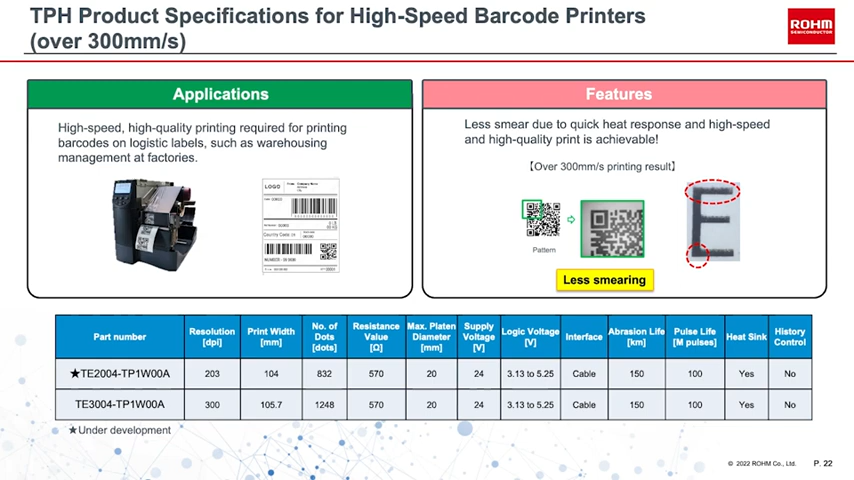 TPH Product Specifications for High-Speed Barcode Printers
(over 300mm/s)
ROHM
SEMICONDUCTOR
Applications
High-speed, high-quality printing required for printing
barcodes on logistic labels, such as warehousing
management at factories.
LOGO
Country Code
Features
Less smear due to quick heat response and high-speed
and high-quality print is achievable!
【Over 300mm/s printing result】
Pattern
E
Less smearing
Part number Resolution [dpi] Print Width [mm] No. of Dots [dots] Resistance Value [Ω] Max. Platen Diameter [mm] Supply Voltage [V] Logic Voltage [V] Interface Abrasion Life [km] Pulse Life [M pulses] Heat Sink History Control
★TE2004-TP1W00A 203 104 832 570 20 24 3.13 to 5.25 Cable 150 100 Yes No
TE3004-TP1W00A 300 105.7 1248 570 20 24 3.13 to 5.25 Cable 150 100 Yes No
★Under development
© 2022 ROHM Co., Ltd. P. 22